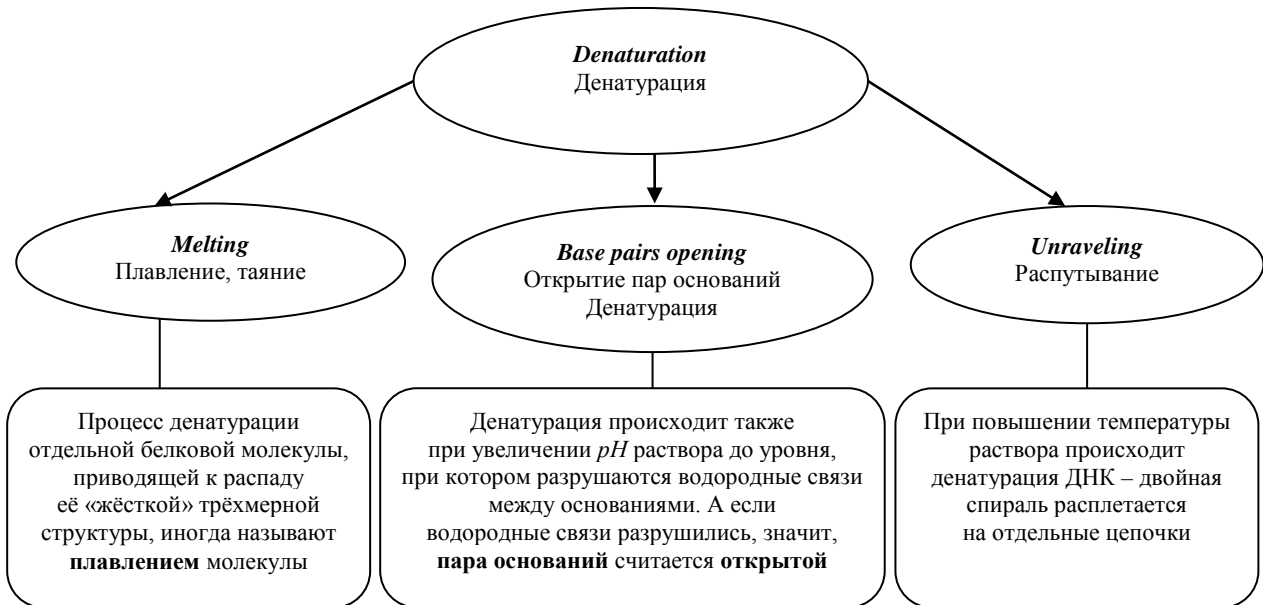 Denaturation
Денатурация
Melting
Плавление, таяние
Base pairs opening
Открытие пар оснований
Денатурация
Unraveling
Распутывание
Процесс денатурации
отдельной белковой молекулы,
приводящей к распаду
её «жёсткой» трёхмерной
структуры, иногда называют
плавлением молекулы
Денатурация происходит также
при увеличении pH раствора до уровня,
при котором разрушаются водородные связи
между основаниями. А если
водородные связи разрушились, значит,
пара оснований считается открытой
При повышении температуры
раствора происходит
денатурация ДНК – двойная
спираль расплетается
на отдельные цепочки